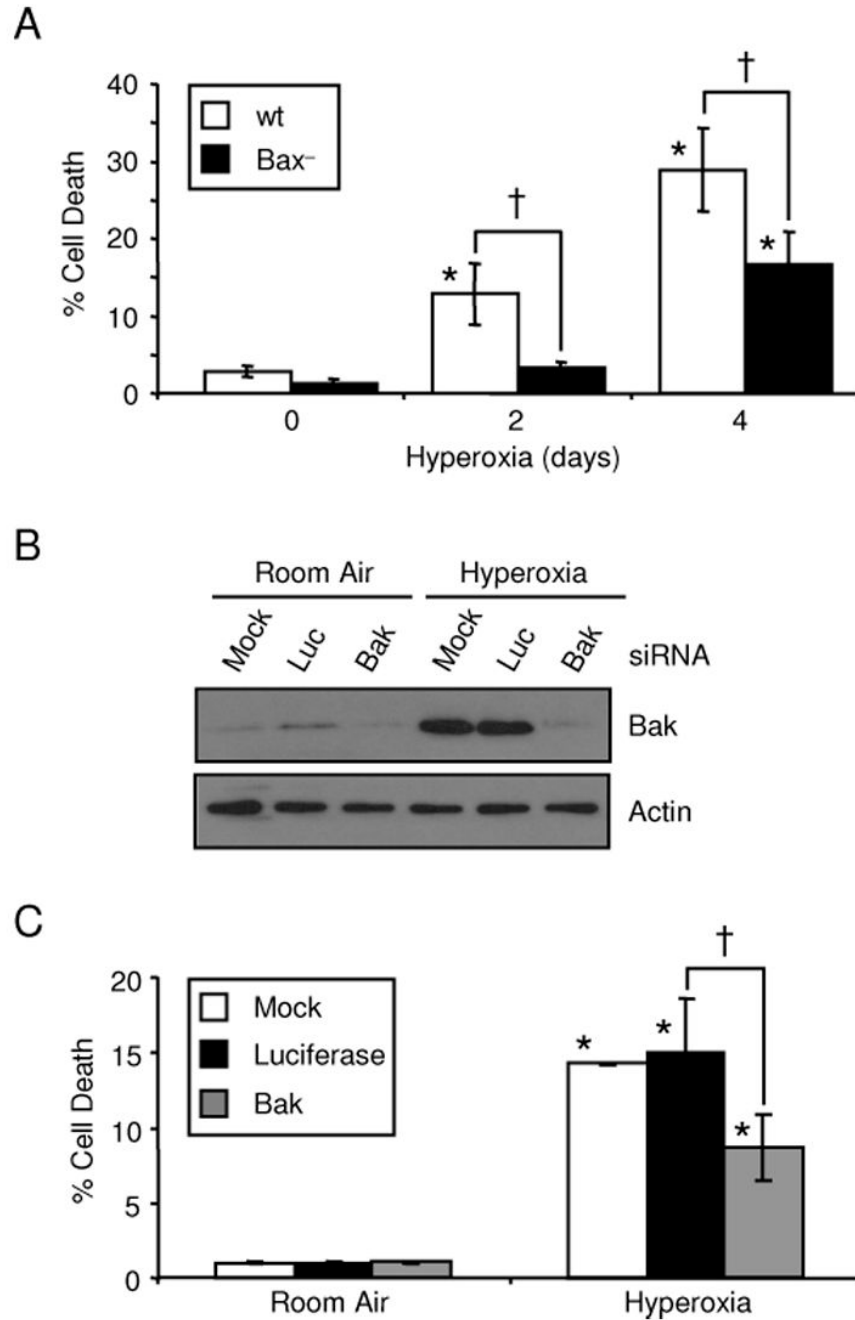 A
40
30
20
10
0
% Cell Death
wt
Bax–
*
†
*
†
*
*
0 2 4
Hyperoxia (days)
B
Room Air Hyperoxia
Mock Luc Bak Mock Luc Bak siRNA
Bak
Actin
C
20
15
10
5
0
% Cell Death
Mock
Luciferase
Bak
*
*
†
*
Room Air Hyperoxia